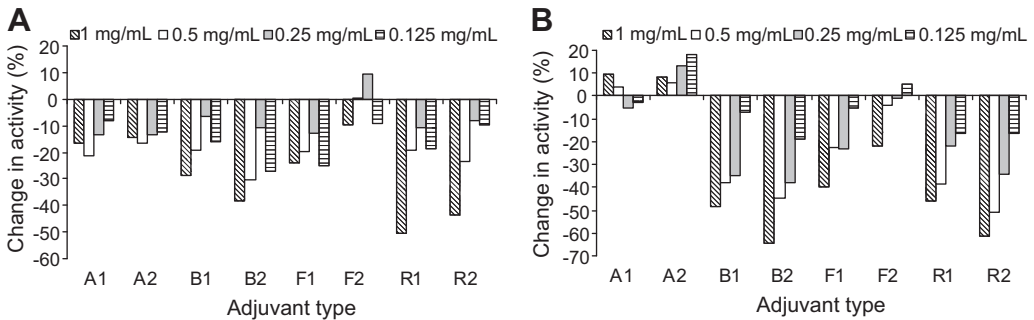 A
1 mg/mL 0.5 mg/mL 0.25 mg/mL 0.125 mg/mL
Change in activity (%)
20
10
0
-10
-20
-30
-40
-50
-60
A1 A2 B1 B2 F1 F2 R1 R2
Adjuvant type
B
1 mg/mL 0.5 mg/mL 0.25 mg/mL 0.125 mg/mL
Change in activity (%)
20
10
0
-10
-20
-30
-40
-50
-60
-70
A1 A2 B1 B2 F1 F2 R1 R2
Adjuvant type